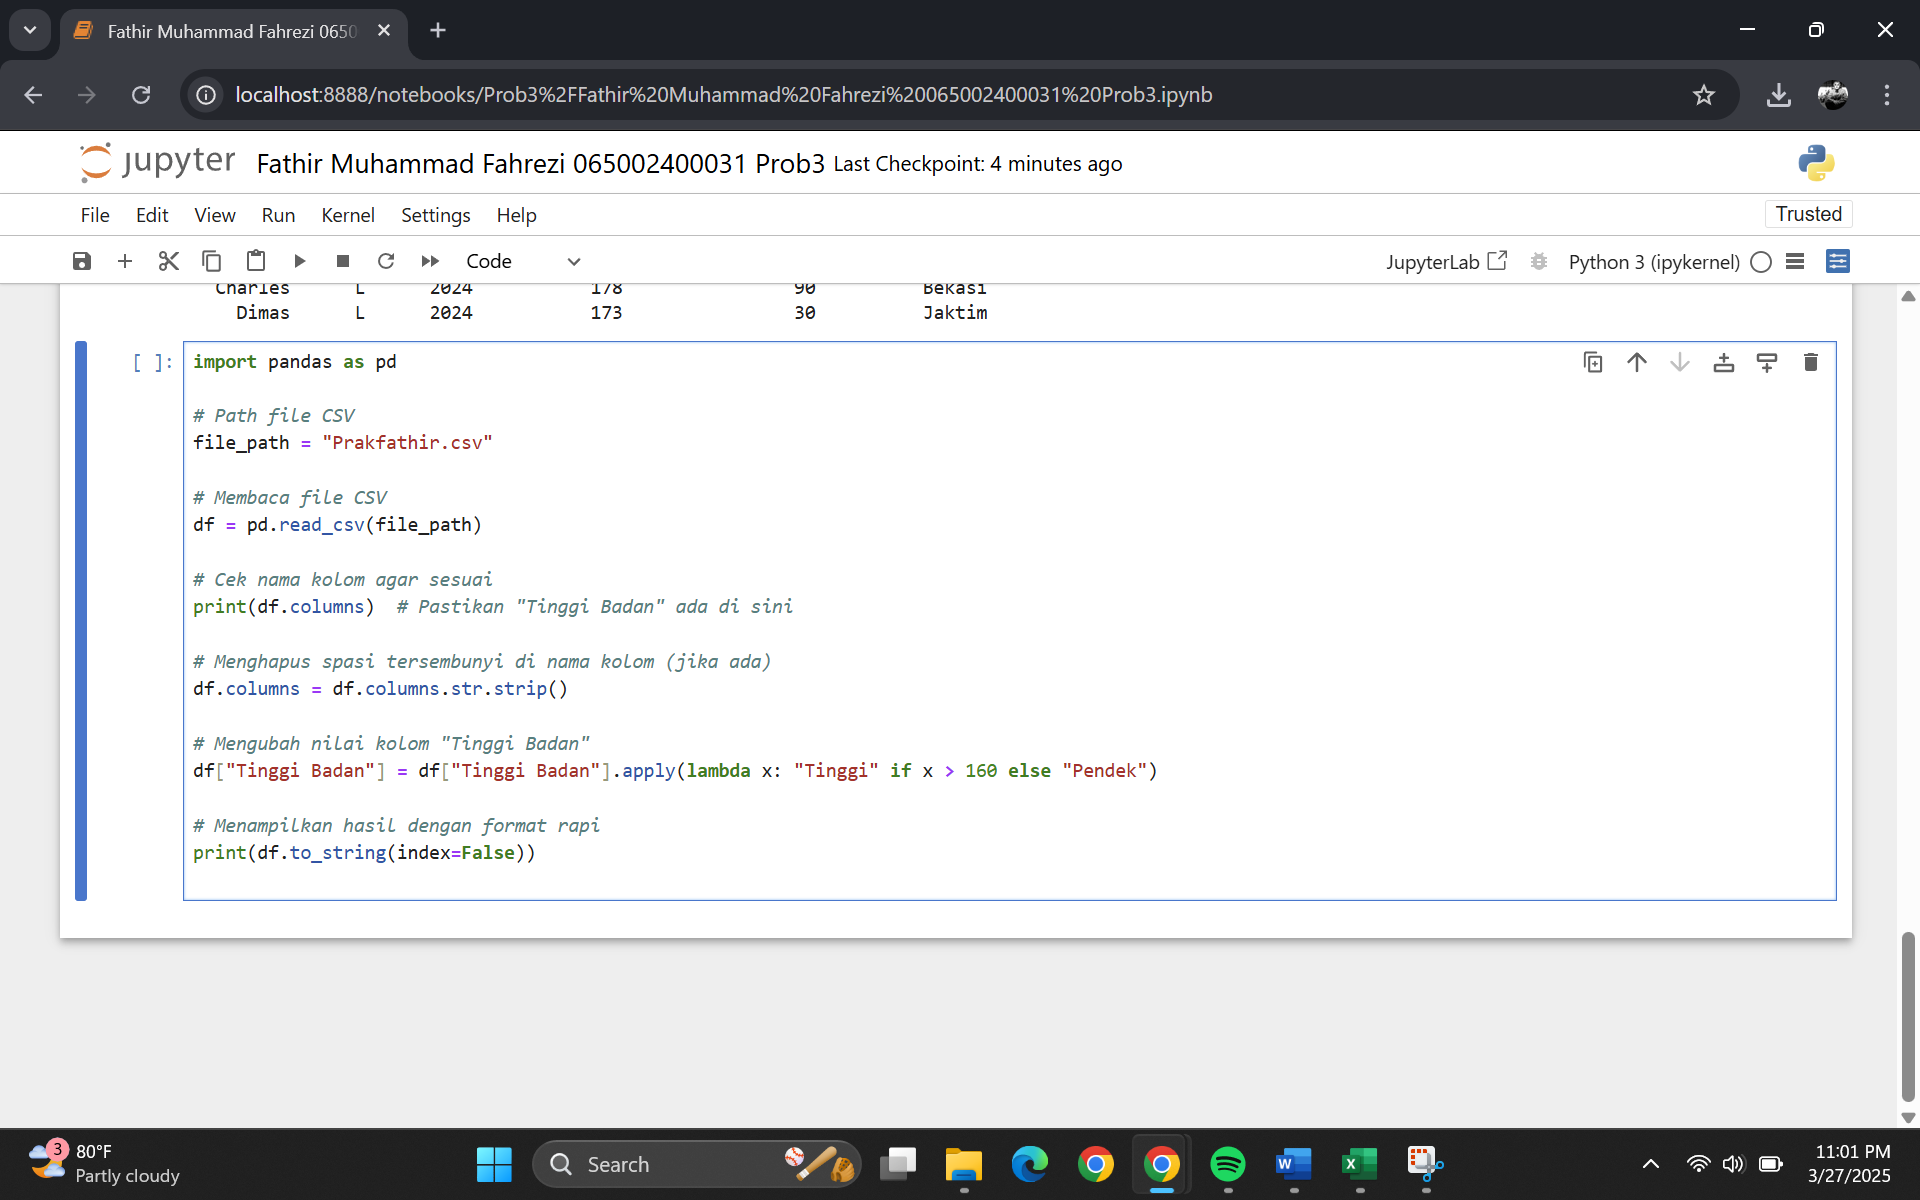 Fathir Muhammad Fahrezi 0650
localhost:8888/notebooks/Prob3%2FFathir%20Muhammad%20Fahrezi%20065002400031%20Prob3.ipynb
jupyter Fathir Muhammad Fahrezi 065002400031 Prob3 Last Checkpoint: 4 minutes ago
File Edit View Run Kernel Settings Help Trusted
Code JupyterLab Python 3 (ipykernel)
Charles L 2024 178 90 Bekasi
Dimas L 2024 173 30 Jaktim
[ ]: import pandas as pd
# Path file CSV
file_path = "Prakfathir.csv"
# Membaca file CSV
df = pd.read_csv(file_path)
# Cek nama kolom agar sesuai
print(df.columns)  # Pastikan "Tinggi Badan" ada di sini
# Menghapus spasi tersembunyi di nama kolom (jika ada)
df.columns = df.columns.str.strip()
# Mengubah nilai kolom "Tinggi Badan"
df["Tinggi Badan"] = df["Tinggi Badan"].apply(lambda x: "Tinggi" if x > 160 else "Pendek")
# Menampilkan hasil dengan format rapi
print(df.to_string(index=False))
3 80°F
Partly cloudy
Search
11:01 PM
3/27/2025